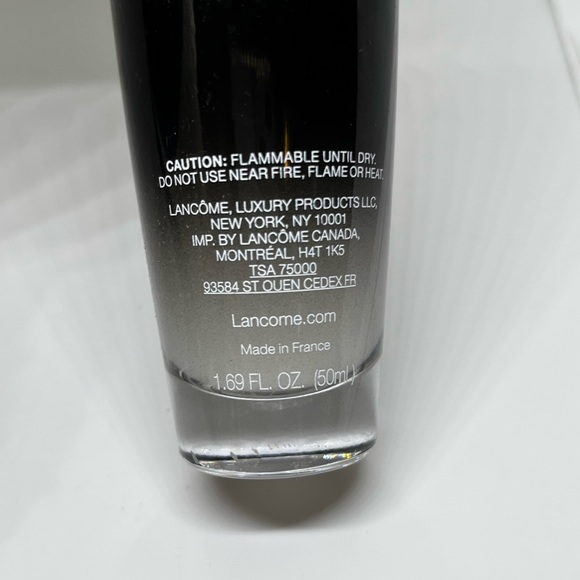 CAUTION: FLAMMABLE UNTIL DRY.
DO NOT USE NEAR FIRE, FLAME OR HEAT.
LANCÔME, LUXURY PRODUCTS LLC,
NEW YORK, NY 10001
IMP. BY LANCÔME CANADA,
MONTRÉAL, H4T 1K5
TSA 75000
93584 ST OUEN CEDEX FR
Lancome.com
Made in France
1.69 FL. OZ. (50mL)